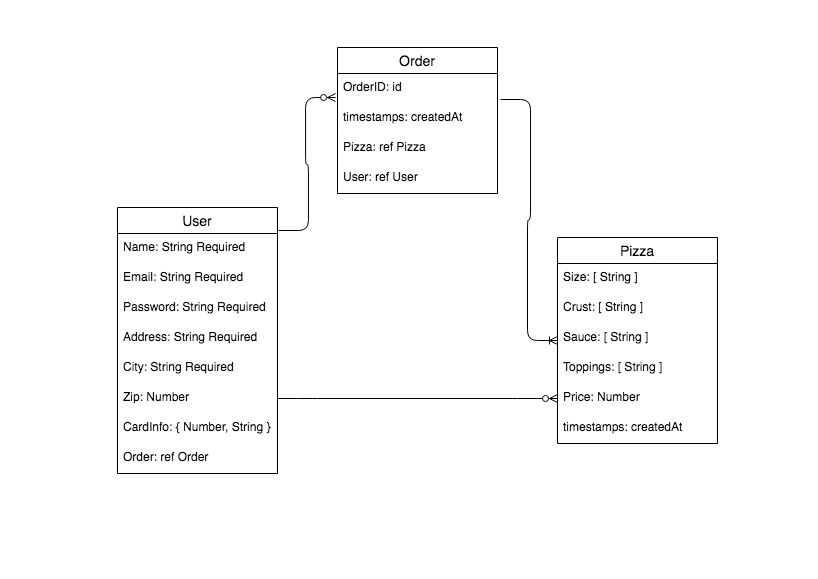 Order
OrderID: id
timestamps: createdAt
Pizza: ref Pizza
User: ref User
User
Name: String Required
Email: String Required
Password: String Required
Address: String Required
City: String Required
Zip: Number
CardInfo: { Number, String }
Order: ref Order
Pizza
Size: [ String ]
Crust: [ String ]
Sauce: [ String ]
Toppings: [ String ]
Price: Number
timestamps: createdAt